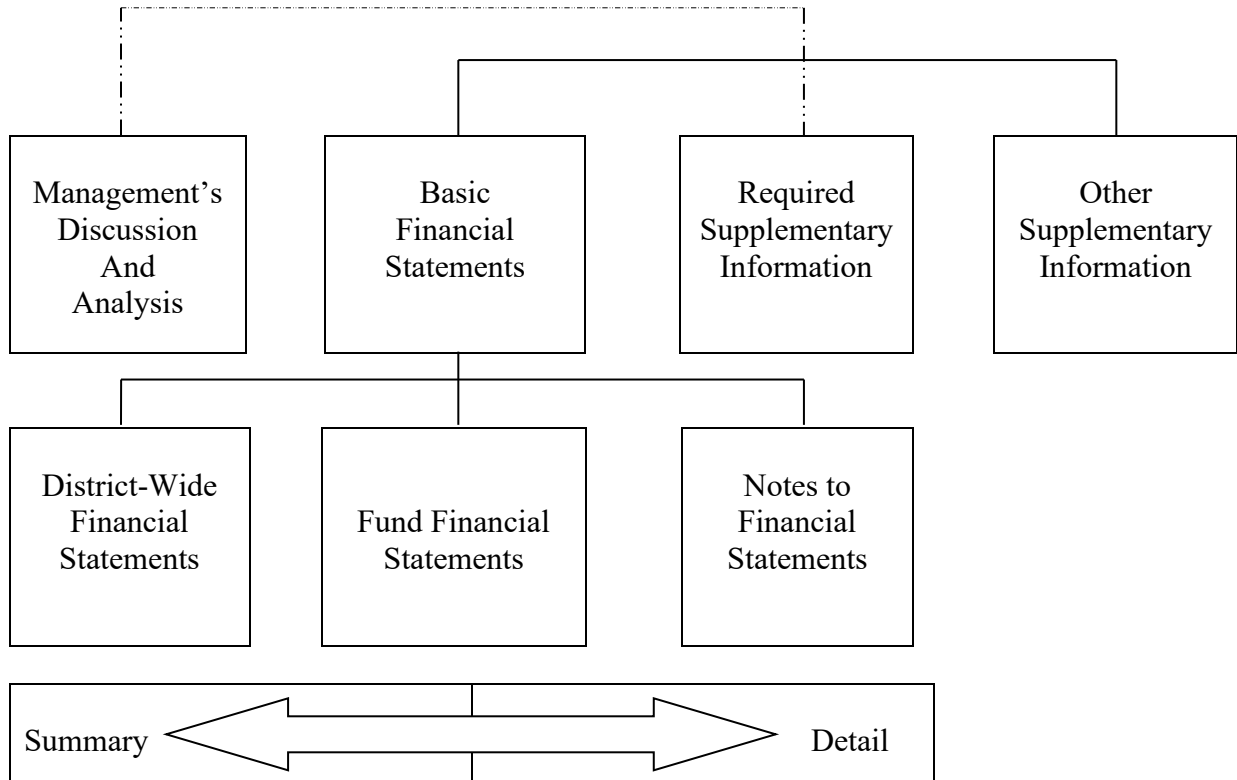 Management’s
Discussion
And
Analysis
Basic
Financial
Statements
Required
Supplementary
Information
Other
Supplementary
Information
District-Wide
Financial
Statements
Fund Financial
Statements
Notes to
Financial
Statements
Summary
Detail